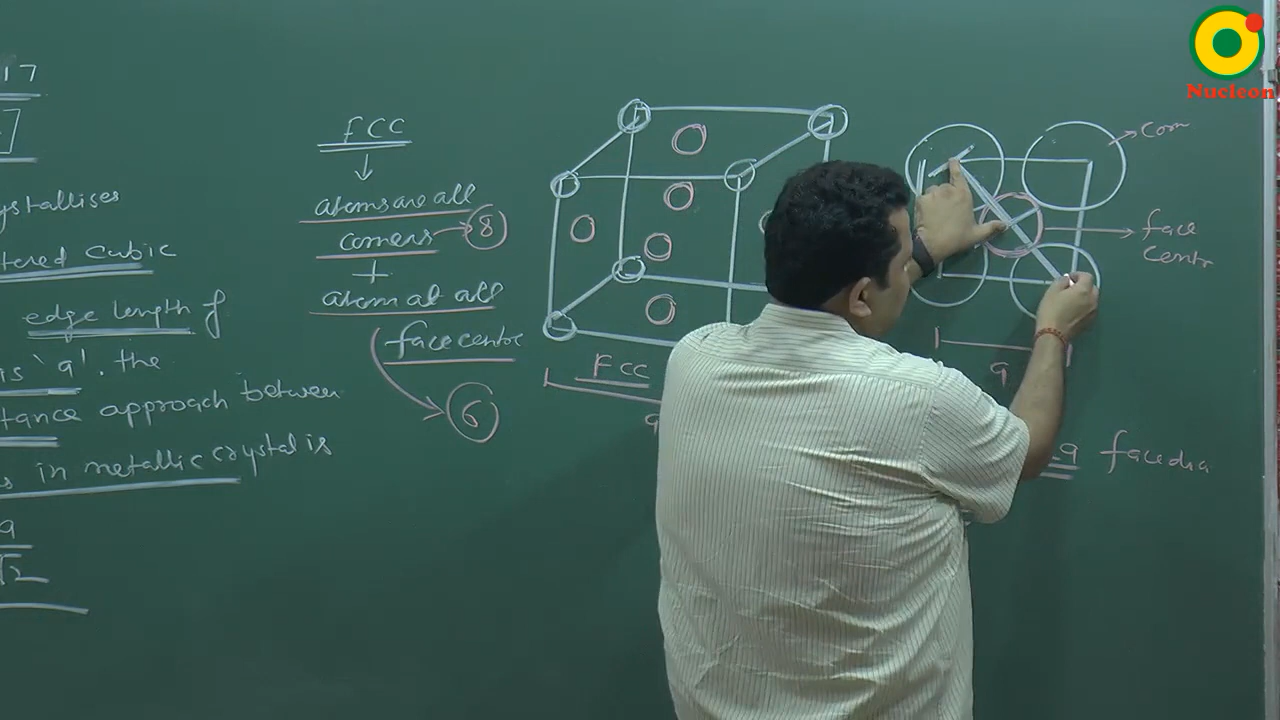 17
]
ystallises
tered Cubic
edge length of
is 'a'. the
tance approach between
s in metallic crystal is
a
√2
fCC
↓
atoms are all
corners → 8
+
atom at all
face centre
6
FCC
a
Corn
face
Centr
a
a face dia
Nucleon